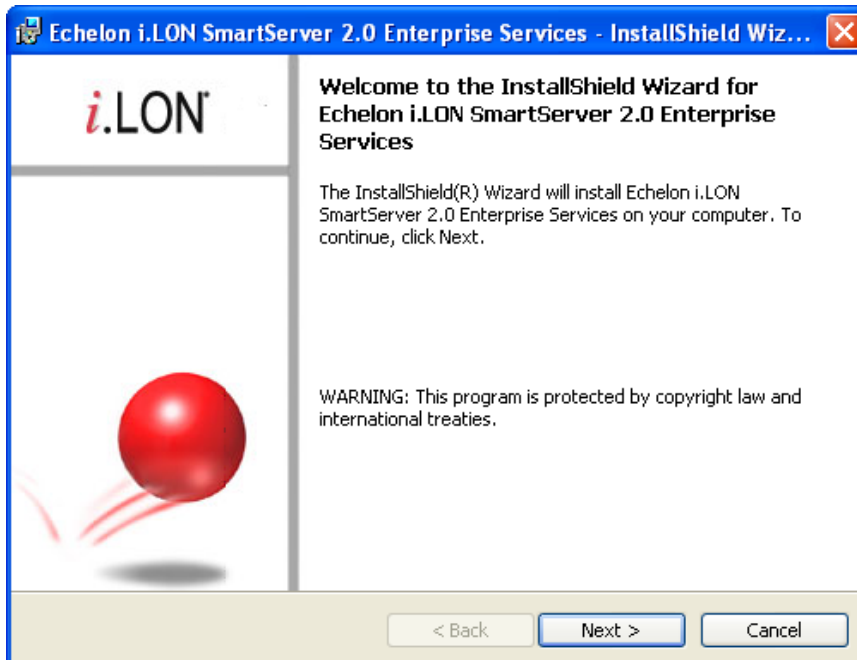 Echelon i.LON SmartServer 2.0 Enterprise Services - InstallShield Wiz...
i.LON
Welcome to the InstallShield Wizard for
Echelon i.LON SmartServer 2.0 Enterprise
Services
The InstallShield(R) Wizard will install Echelon i.LON
SmartServer 2.0 Enterprise Services on your computer. To
continue, click Next.
WARNING: This program is protected by copyright law and
international treaties.
< Back
Next >
Cancel